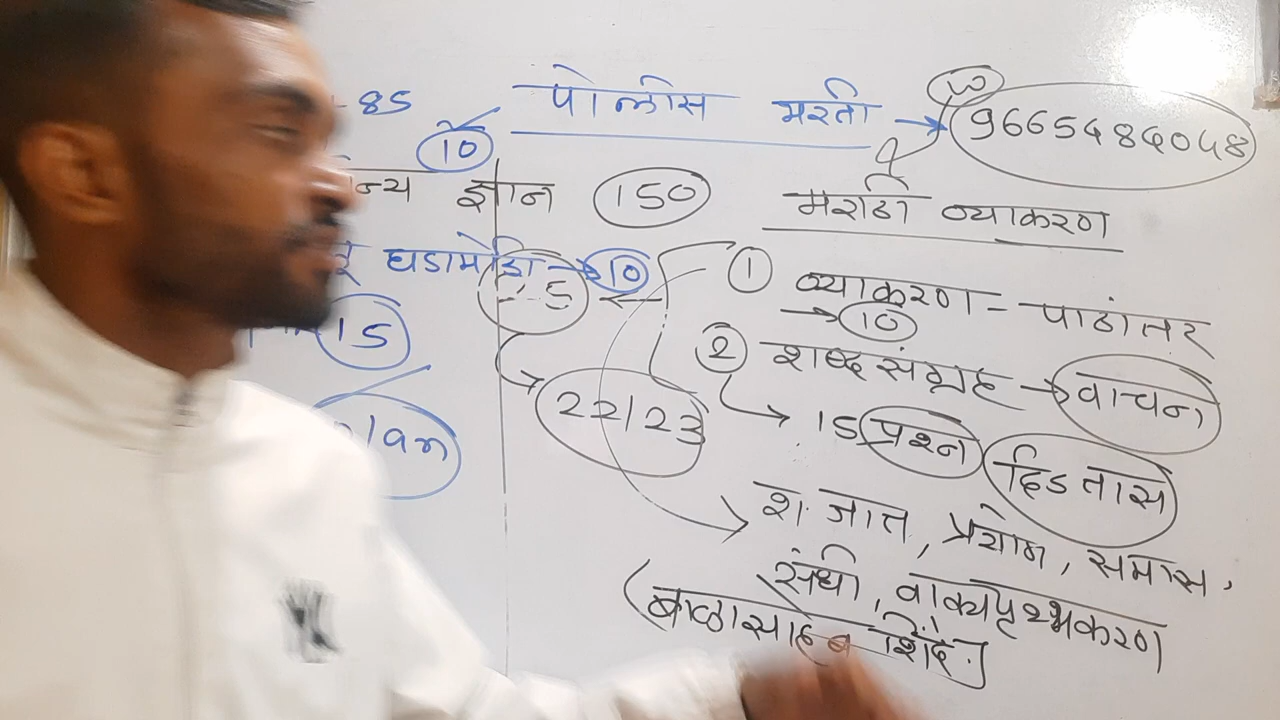 85
पोलीस भरती → 9665484048
10
न्य ज्ञान 150
मराठी व्याकरण
घडामोडी → 10
15
22/23
1 व्याकरण = पाठांतर
→ 10
2 शब्दसंग्रह → वाचन
→ 15 प्रश्न दिड तास
श. जात, प्रयोग, समास,
संधी, वाक्यपृथ्थकरण
(बाळासाहेब शिंदे.)